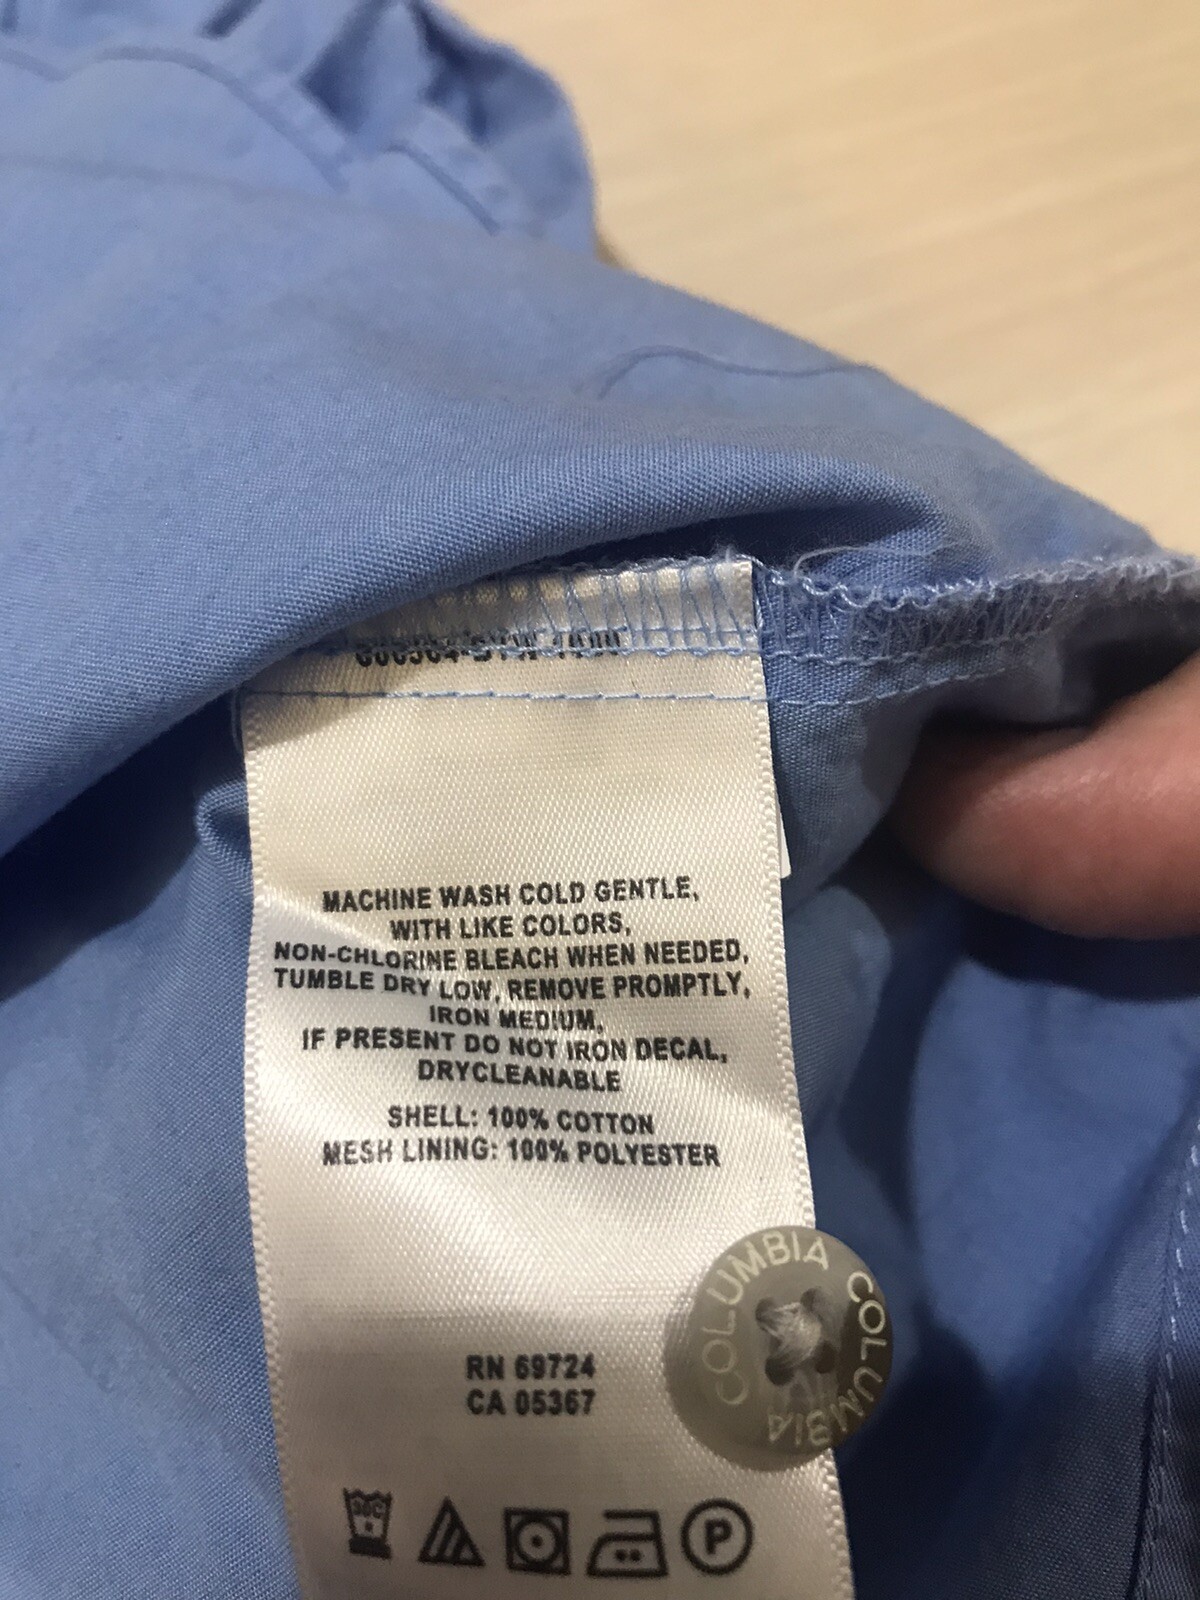 MACHINE WASH COLD GENTLE,
WITH LIKE COLORS,
NON-CHLORINE BLEACH WHEN NEEDED,
TUMBLE DRY LOW, REMOVE PROMPTLY,
IRON MEDIUM,
IF PRESENT DO NOT IRON DECAL,
DRYCLEANABLE
SHELL: 100% COTTON
MESH LINING: 100% POLYESTER
COLUMBIA COLUMBIA
RN 69724
CA 05367
30C
P